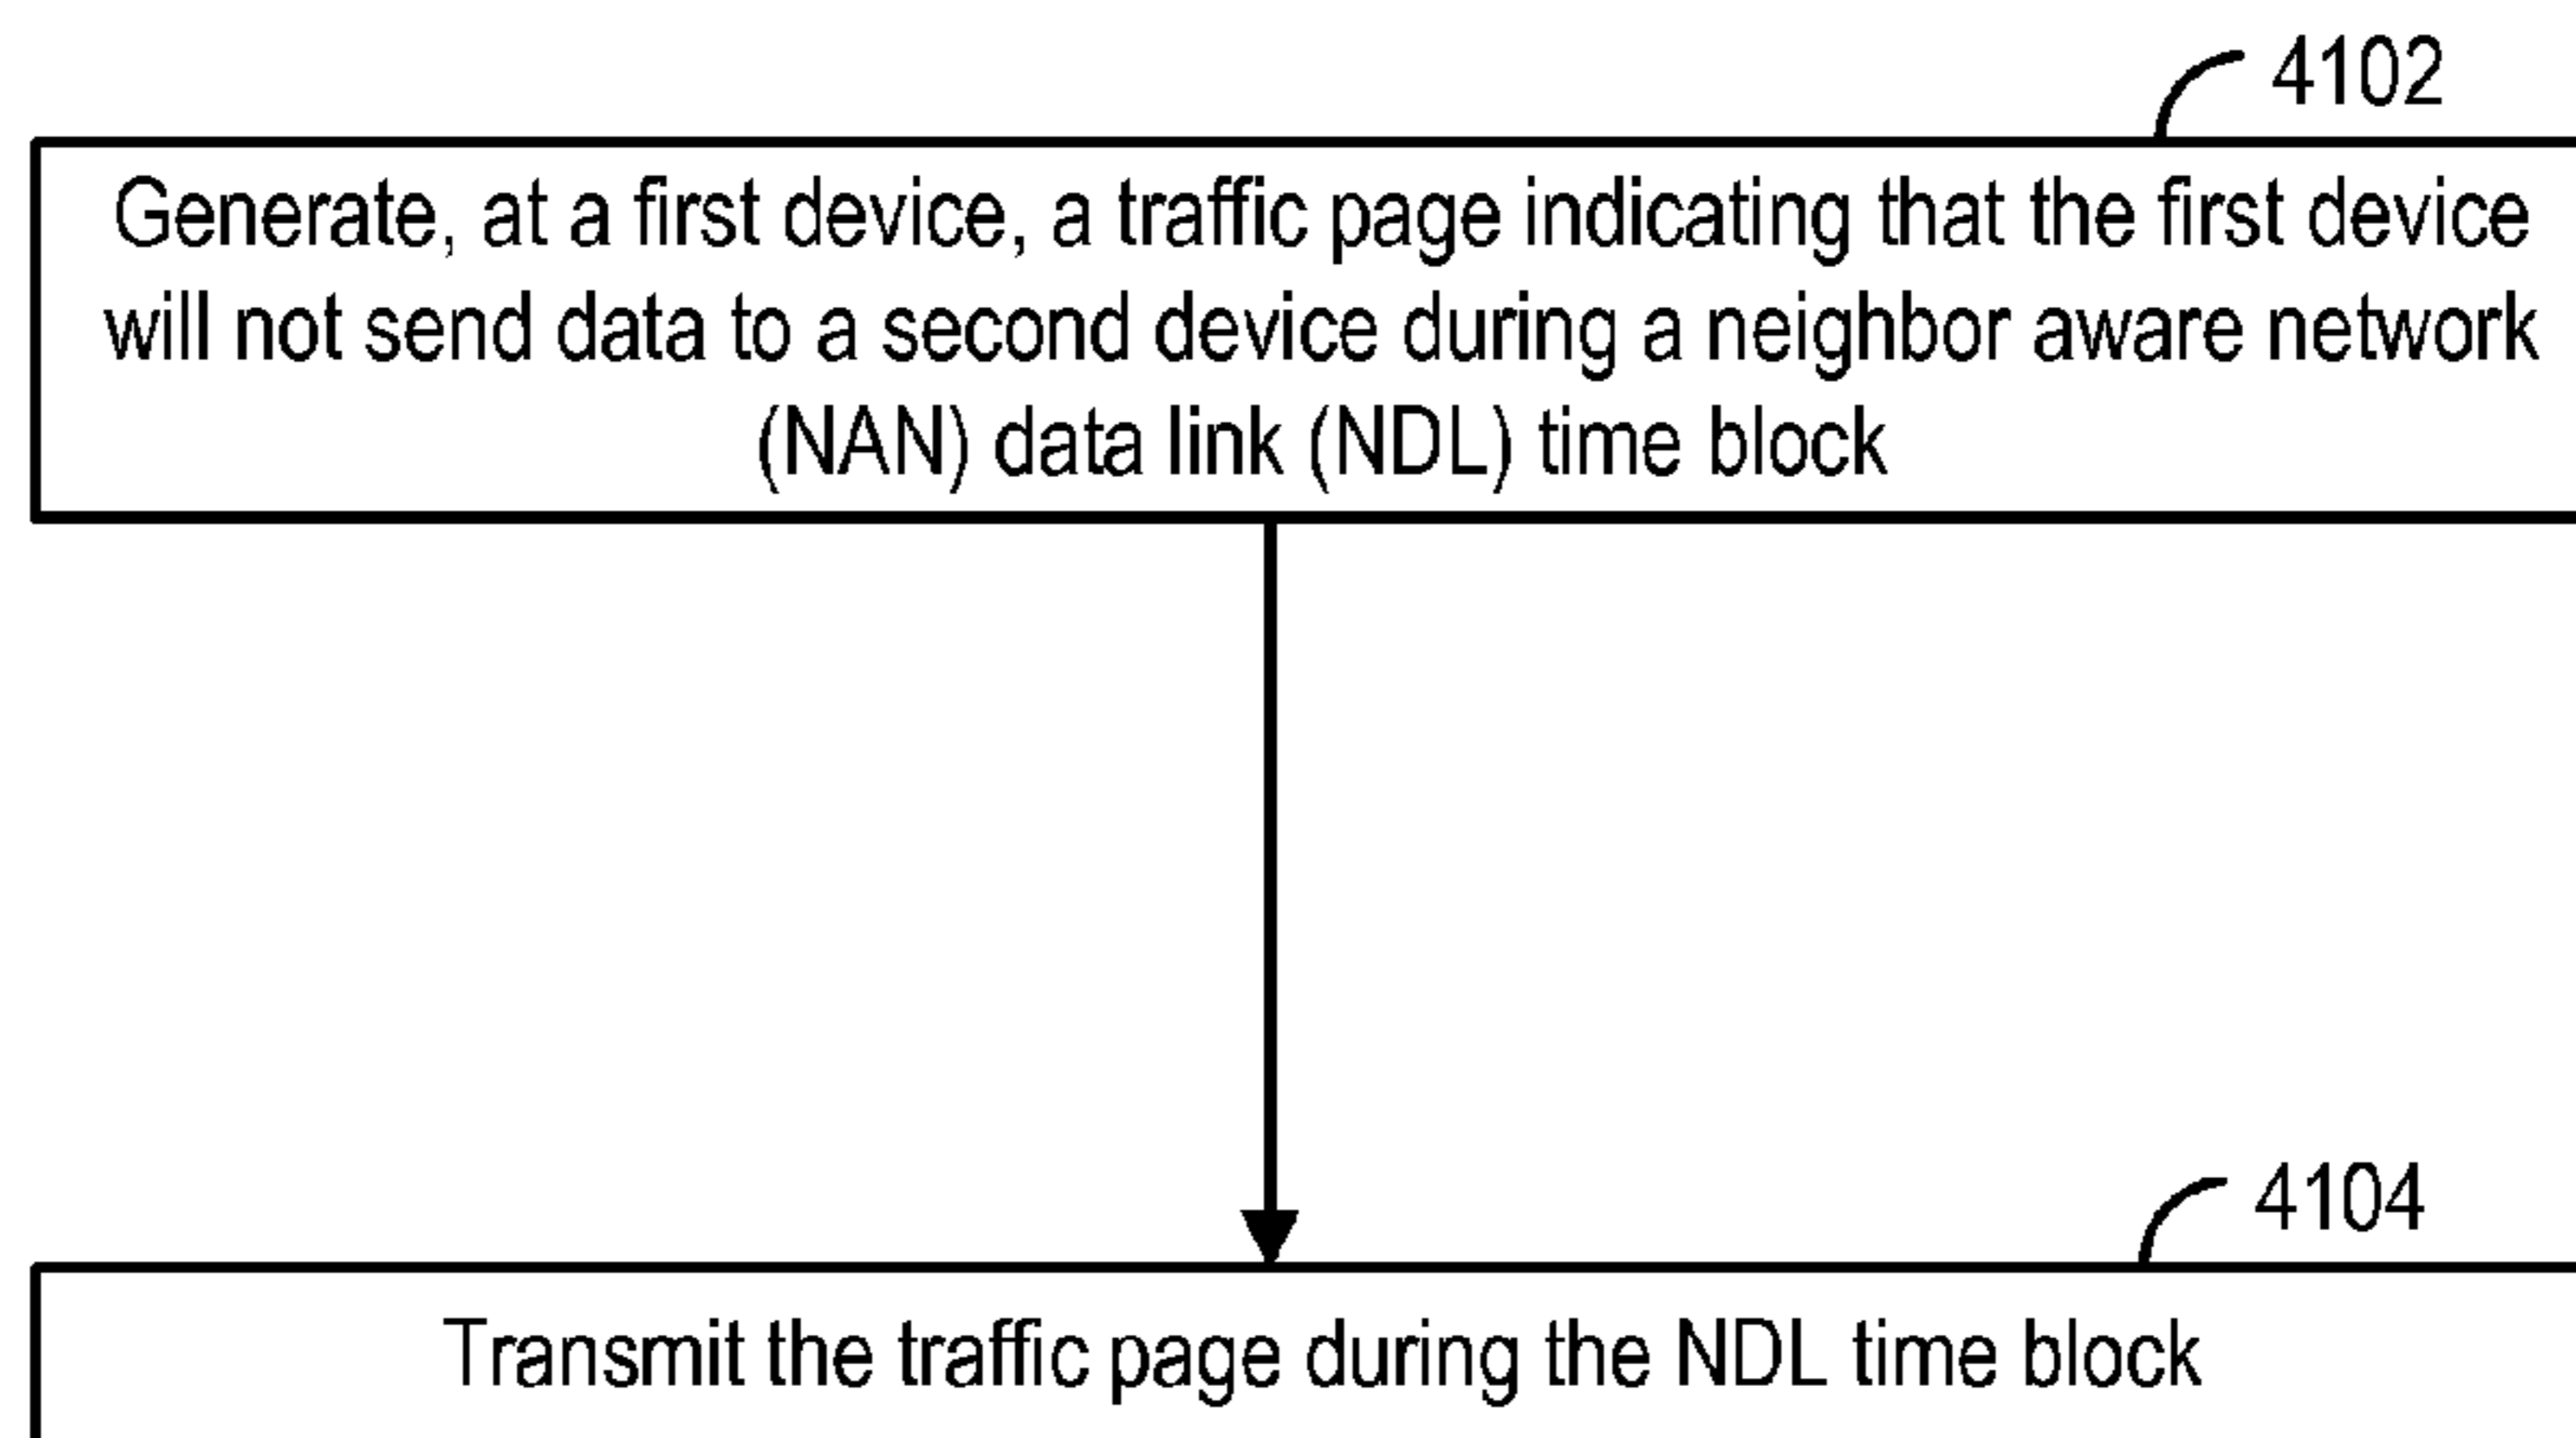 4102
Generate, at a first device, a traffic page indicating that the first device
will not send data to a second device during a neighbor aware network
(NAN) data link (NDL) time block
4104
Transmit the traffic page during the NDL time block